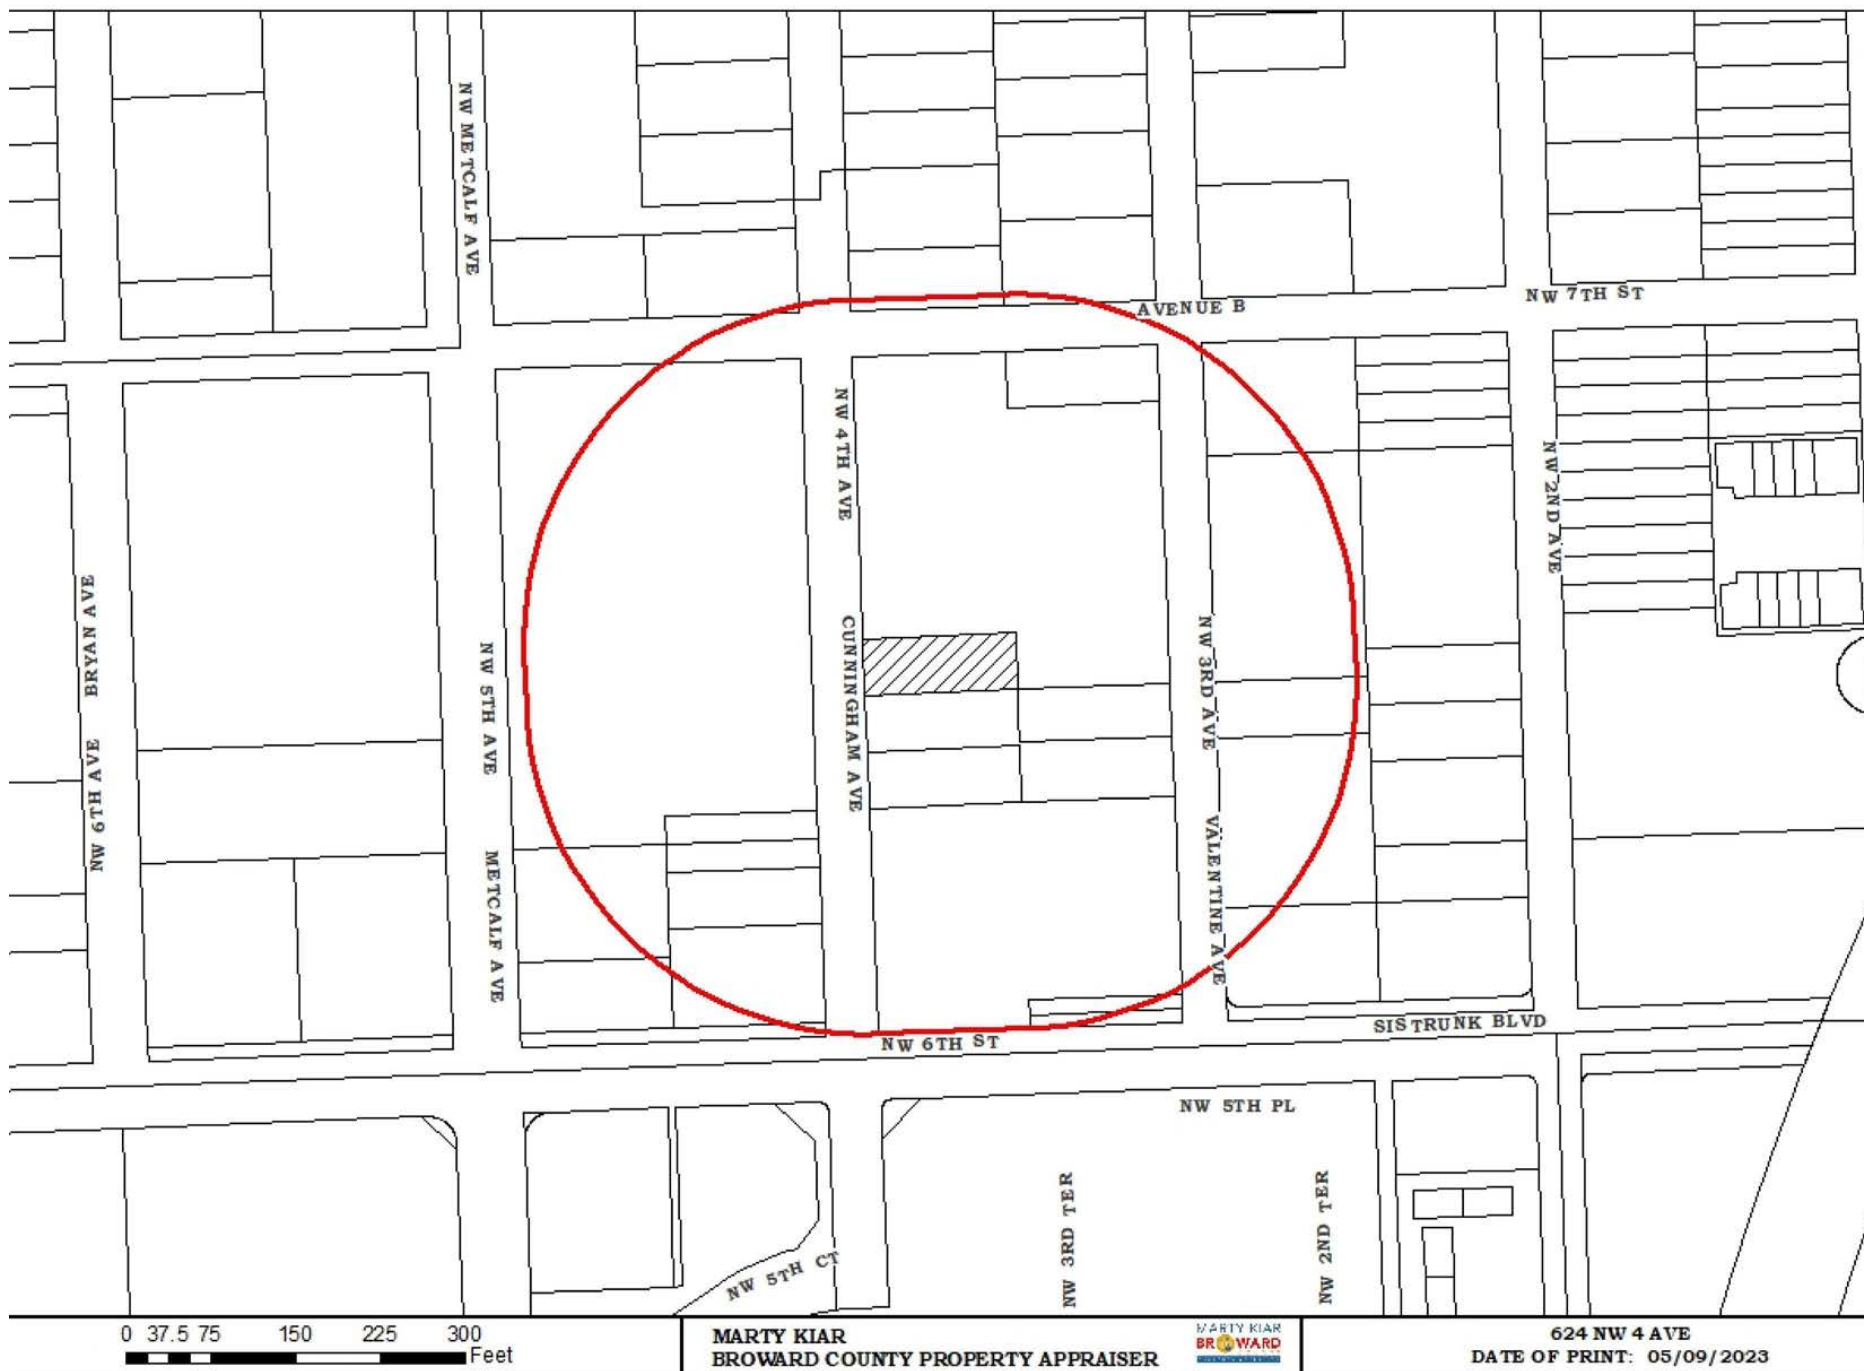 NW METCALF AVE
AVENUE B
NW 7TH ST
NW 4TH AVE
NW 2ND AVE
BRYAN AVE
NW 6TH AVE
NW 5TH AVE
METCALF AVE
CUNNINGHAM AVE
NW 3RD AVE
VALENTINE AVE
NW 6TH ST
SISTRUNK BLVD
NW 5TH PL
NW 3RD TER
NW 2ND TER
NW 5TH CT
0 37.5 75 150 225 300
Feet
MARTY KIAR
BROWARD COUNTY PROPERTY APPRAISER
MARTY KIAR
BROWARD
624 NW 4 AVE
DATE OF PRINT: 05/09/2023